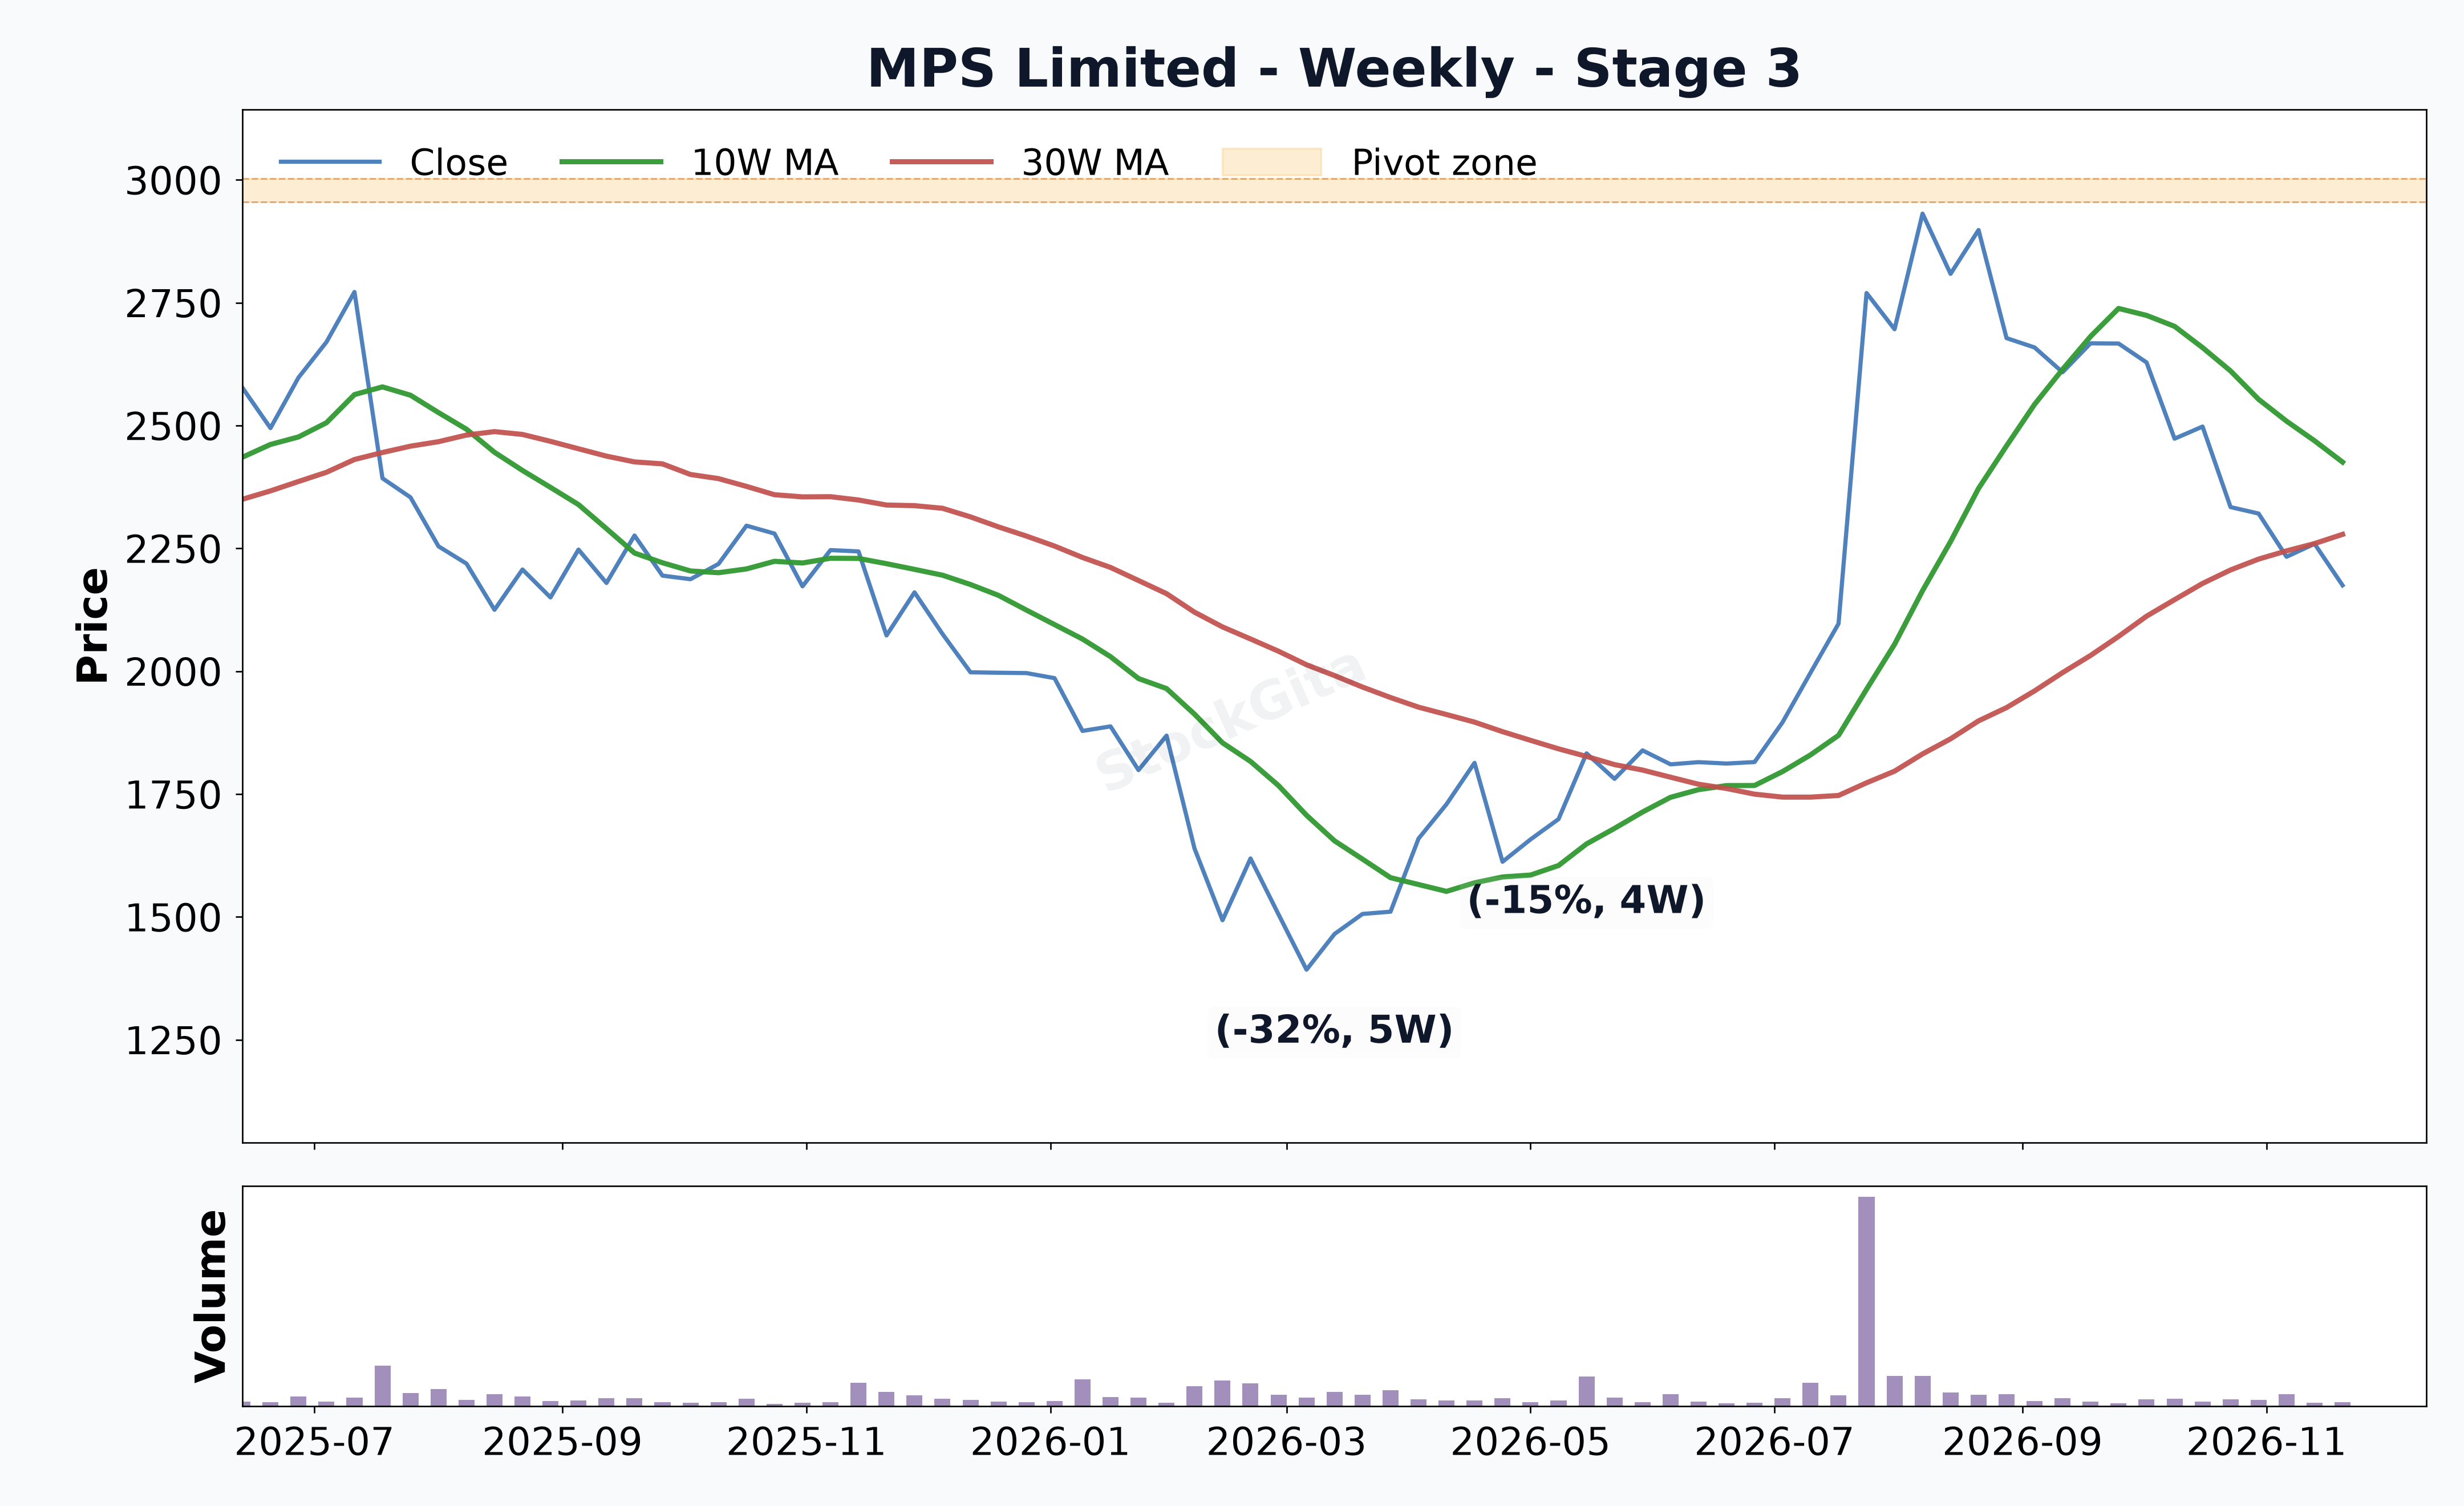 MPS Limited - Weekly - Stage 3
Close 10W MA 30W MA Pivot zone
3000
2750
2500
2250
2000
1750
1500
1250
Price
StockGita
(-15%, 4W)
(-32%, 5W)
Volume
2025-07 2025-09 2025-11 2026-01 2026-03 2026-05 2026-07 2026-09 2026-11